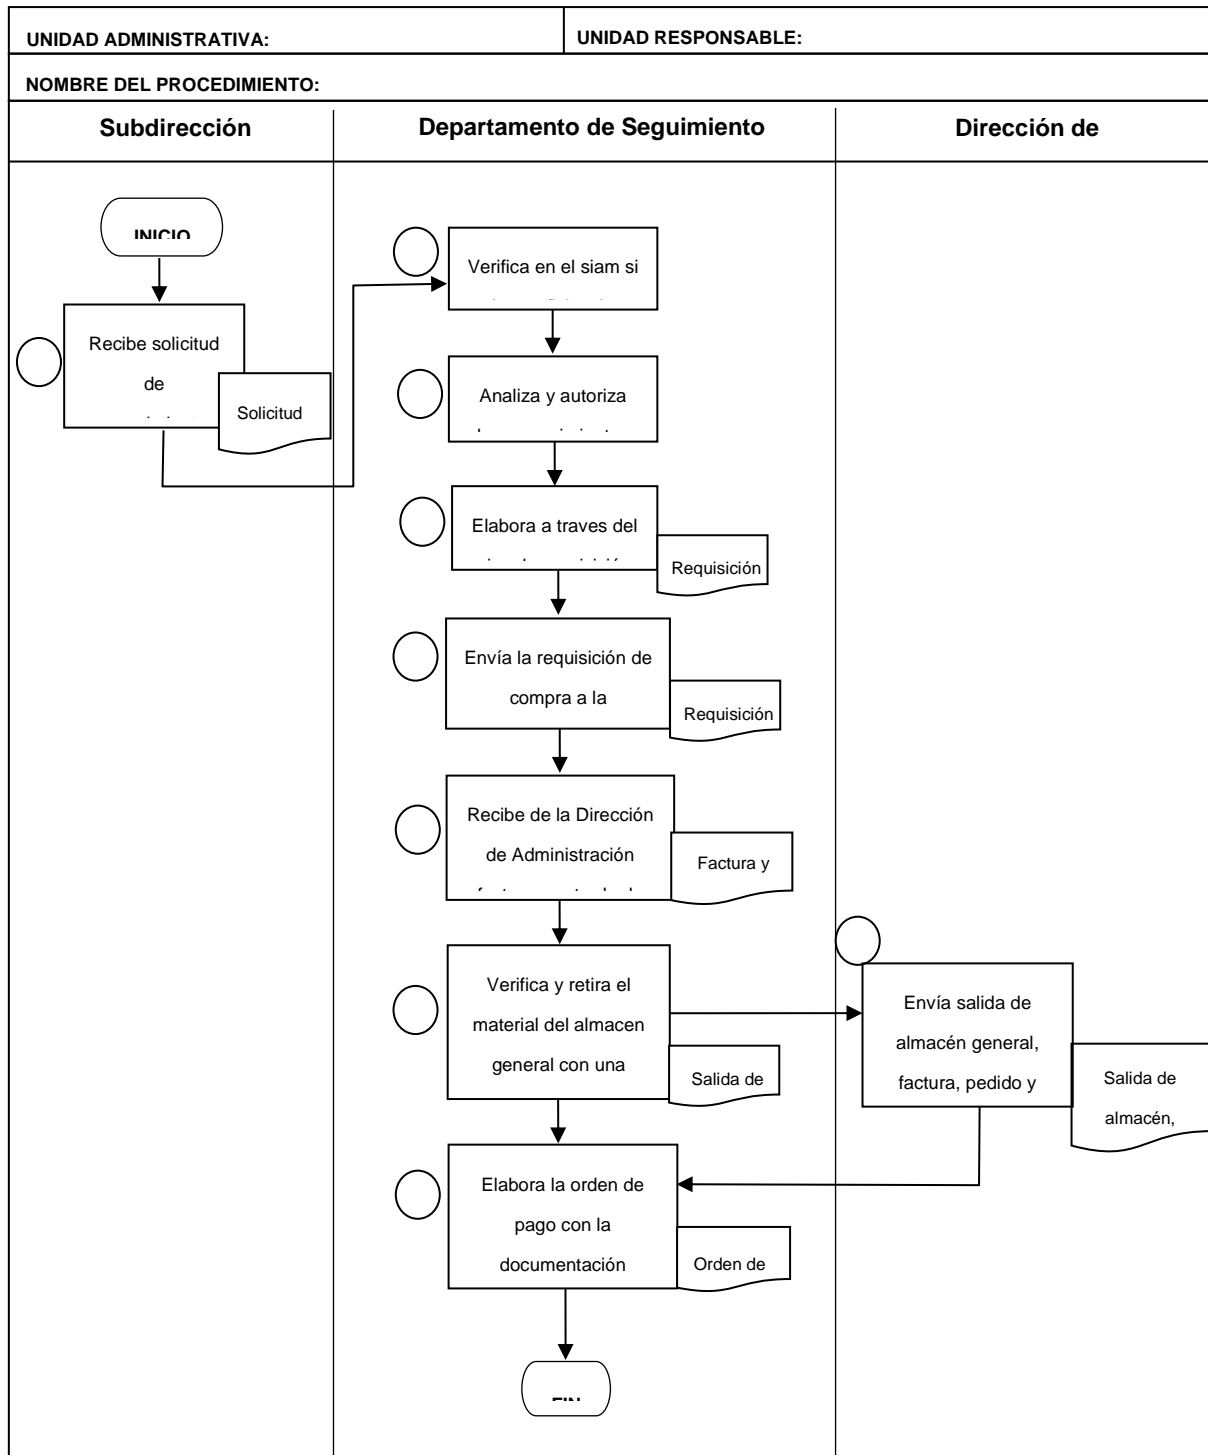 UNIDAD ADMINISTRATIVA:
UNIDAD RESPONSABLE:
NOMBRE DEL PROCEDIMIENTO:
Subdirección
Departamento de Seguimiento
Dirección de
INICIO
Recibe solicitud
de
Solicitud
Verifica en el siam si
Analiza y autoriza
Elabora a traves del
Requisición
Envía la requisición de
compra a la
Requisición
Recibe de la Dirección
de Administración
Factura y
Verifica y retira el
material del almacen
general con una
Salida de
Envía salida de
almacén general,
factura, pedido y
Salida de
almacén,
Elabora la orden de
pago con la
documentación
Orden de
FIN